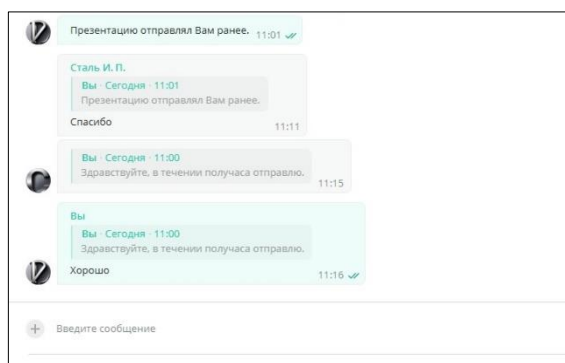 Презентацию отправлял Вам ранее. 11:01
Сталь И. П.
Вы · Сегодня · 11:01
Презентацию отправлял Вам ранее.
Спасибо 11:11
Вы · Сегодня · 11:00
Здравствуйте, в течении получаса отправлю.
11:15
Вы
Вы · Сегодня · 11:00
Здравствуйте, в течении получаса отправлю.
Хорошо 11:16
Введите сообщение